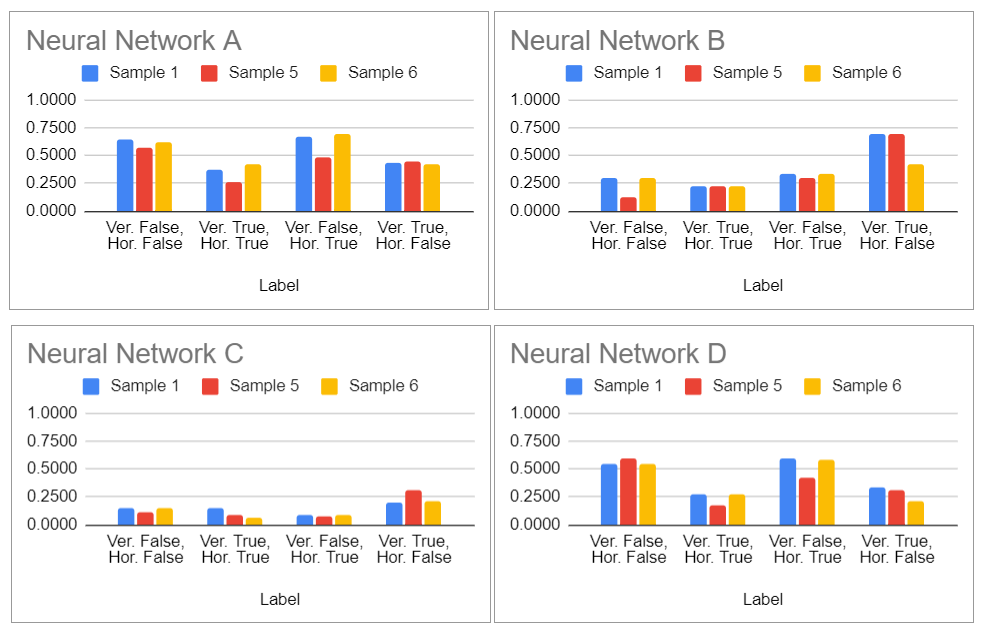 Neural Network A
Sample 1 Sample 5 Sample 6
1.0000
0.7500
0.5000
0.2500
0.0000
Ver. False, Ver. True, Ver. False, Ver. True,
Hor. False Hor. True Hor. True Hor. False
Label
Neural Network B
Sample 1 Sample 5 Sample 6
1.0000
0.7500
0.5000
0.2500
0.0000
Ver. False, Ver. True, Ver. False, Ver. True,
Hor. False Hor. True Hor. True Hor. False
Label
Neural Network C
Sample 1 Sample 5 Sample 6
1.0000
0.7500
0.5000
0.2500
0.0000
Ver. False, Ver. True, Ver. False, Ver. True,
Hor. False Hor. True Hor. True Hor. False
Label
Neural Network D
Sample 1 Sample 5 Sample 6
1.0000
0.7500
0.5000
0.2500
0.0000
Ver. False, Ver. True, Ver. False, Ver. True,
Hor. False Hor. True Hor. True Hor. False
Label